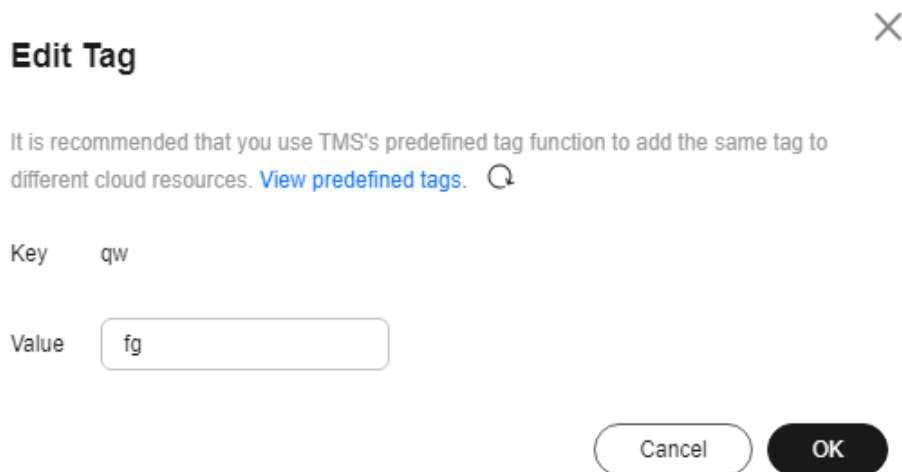 Edit Tag
It is recommended that you use TMS's predefined tag function to add the same tag to
different cloud resources. View predefined tags.
Key qw
Value fg
Cancel OK